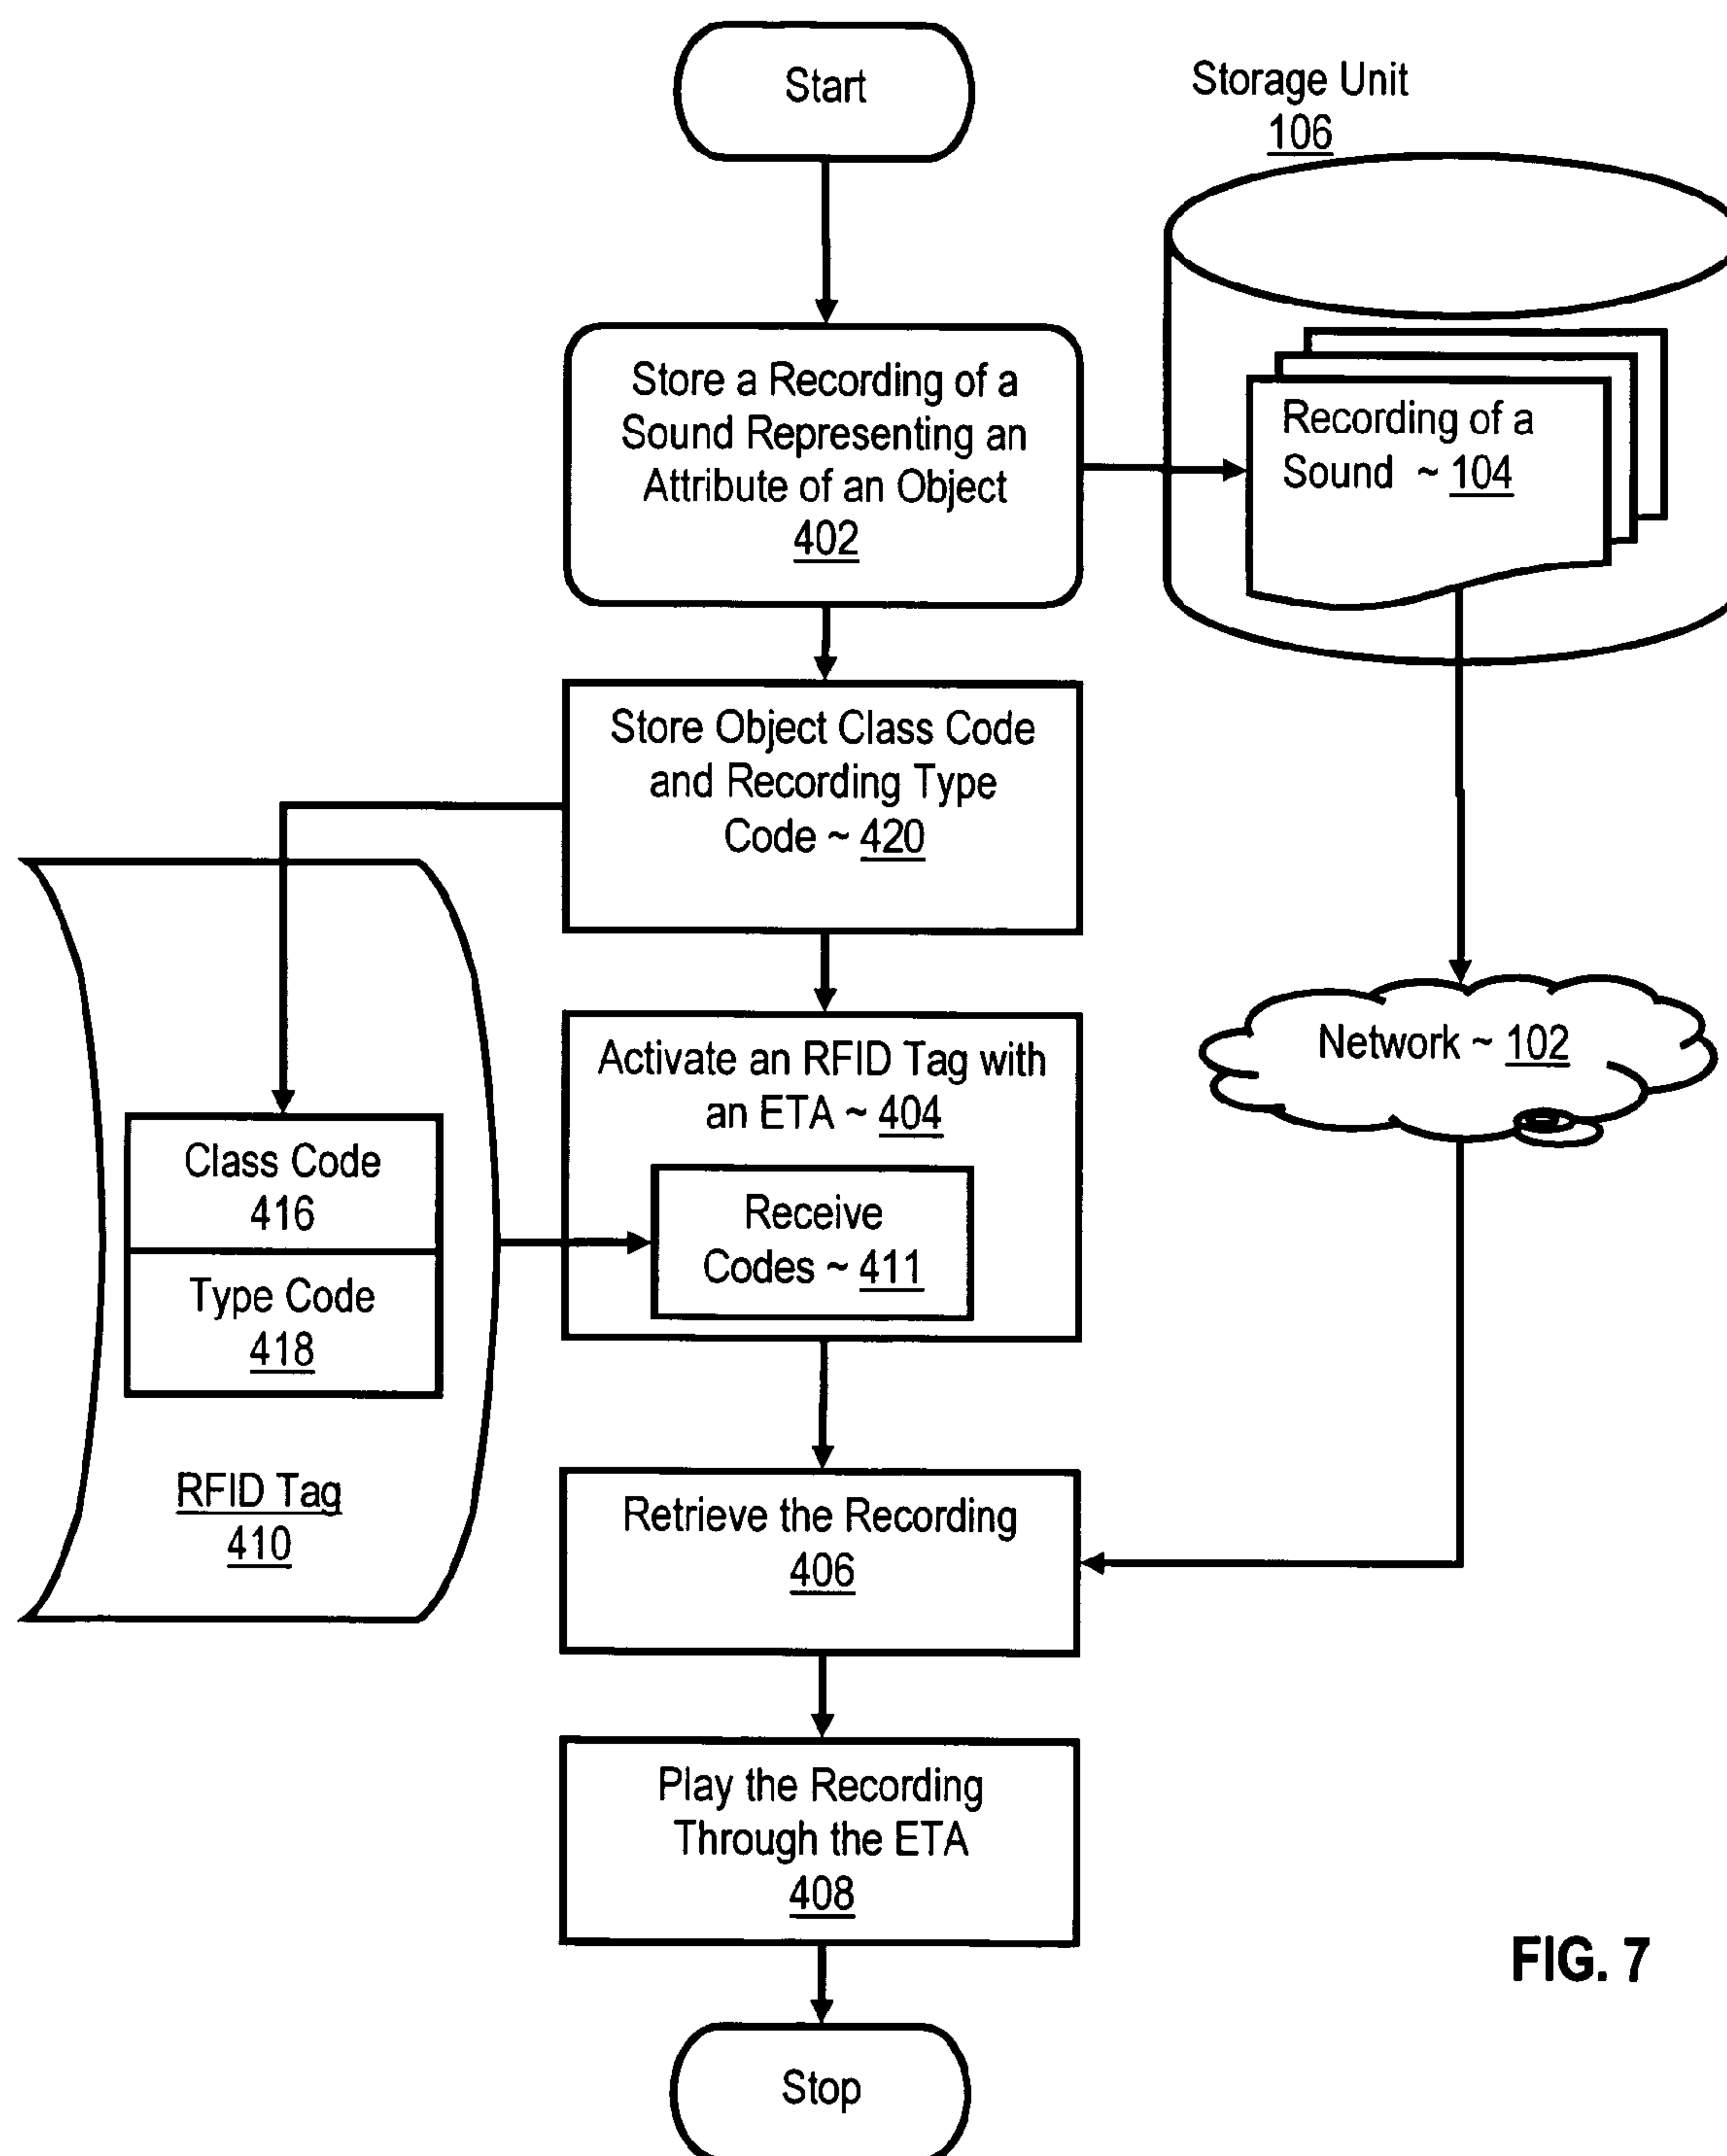 Start
Storage Unit
106
Store a Recording of a
Sound Representing an
Attribute of an Object
402
Recording of a
Sound ~ 104
Store Object Class Code
and Recording Type
Code ~ 420
Activate an RFID Tag with
an ETA ~ 404
Network ~ 102
Class Code
416
Type Code
418
Receive
Codes ~ 411
RFID Tag
410
Retrieve the Recording
406
Play the Recording
Through the ETA
408
FIG. 7
Stop